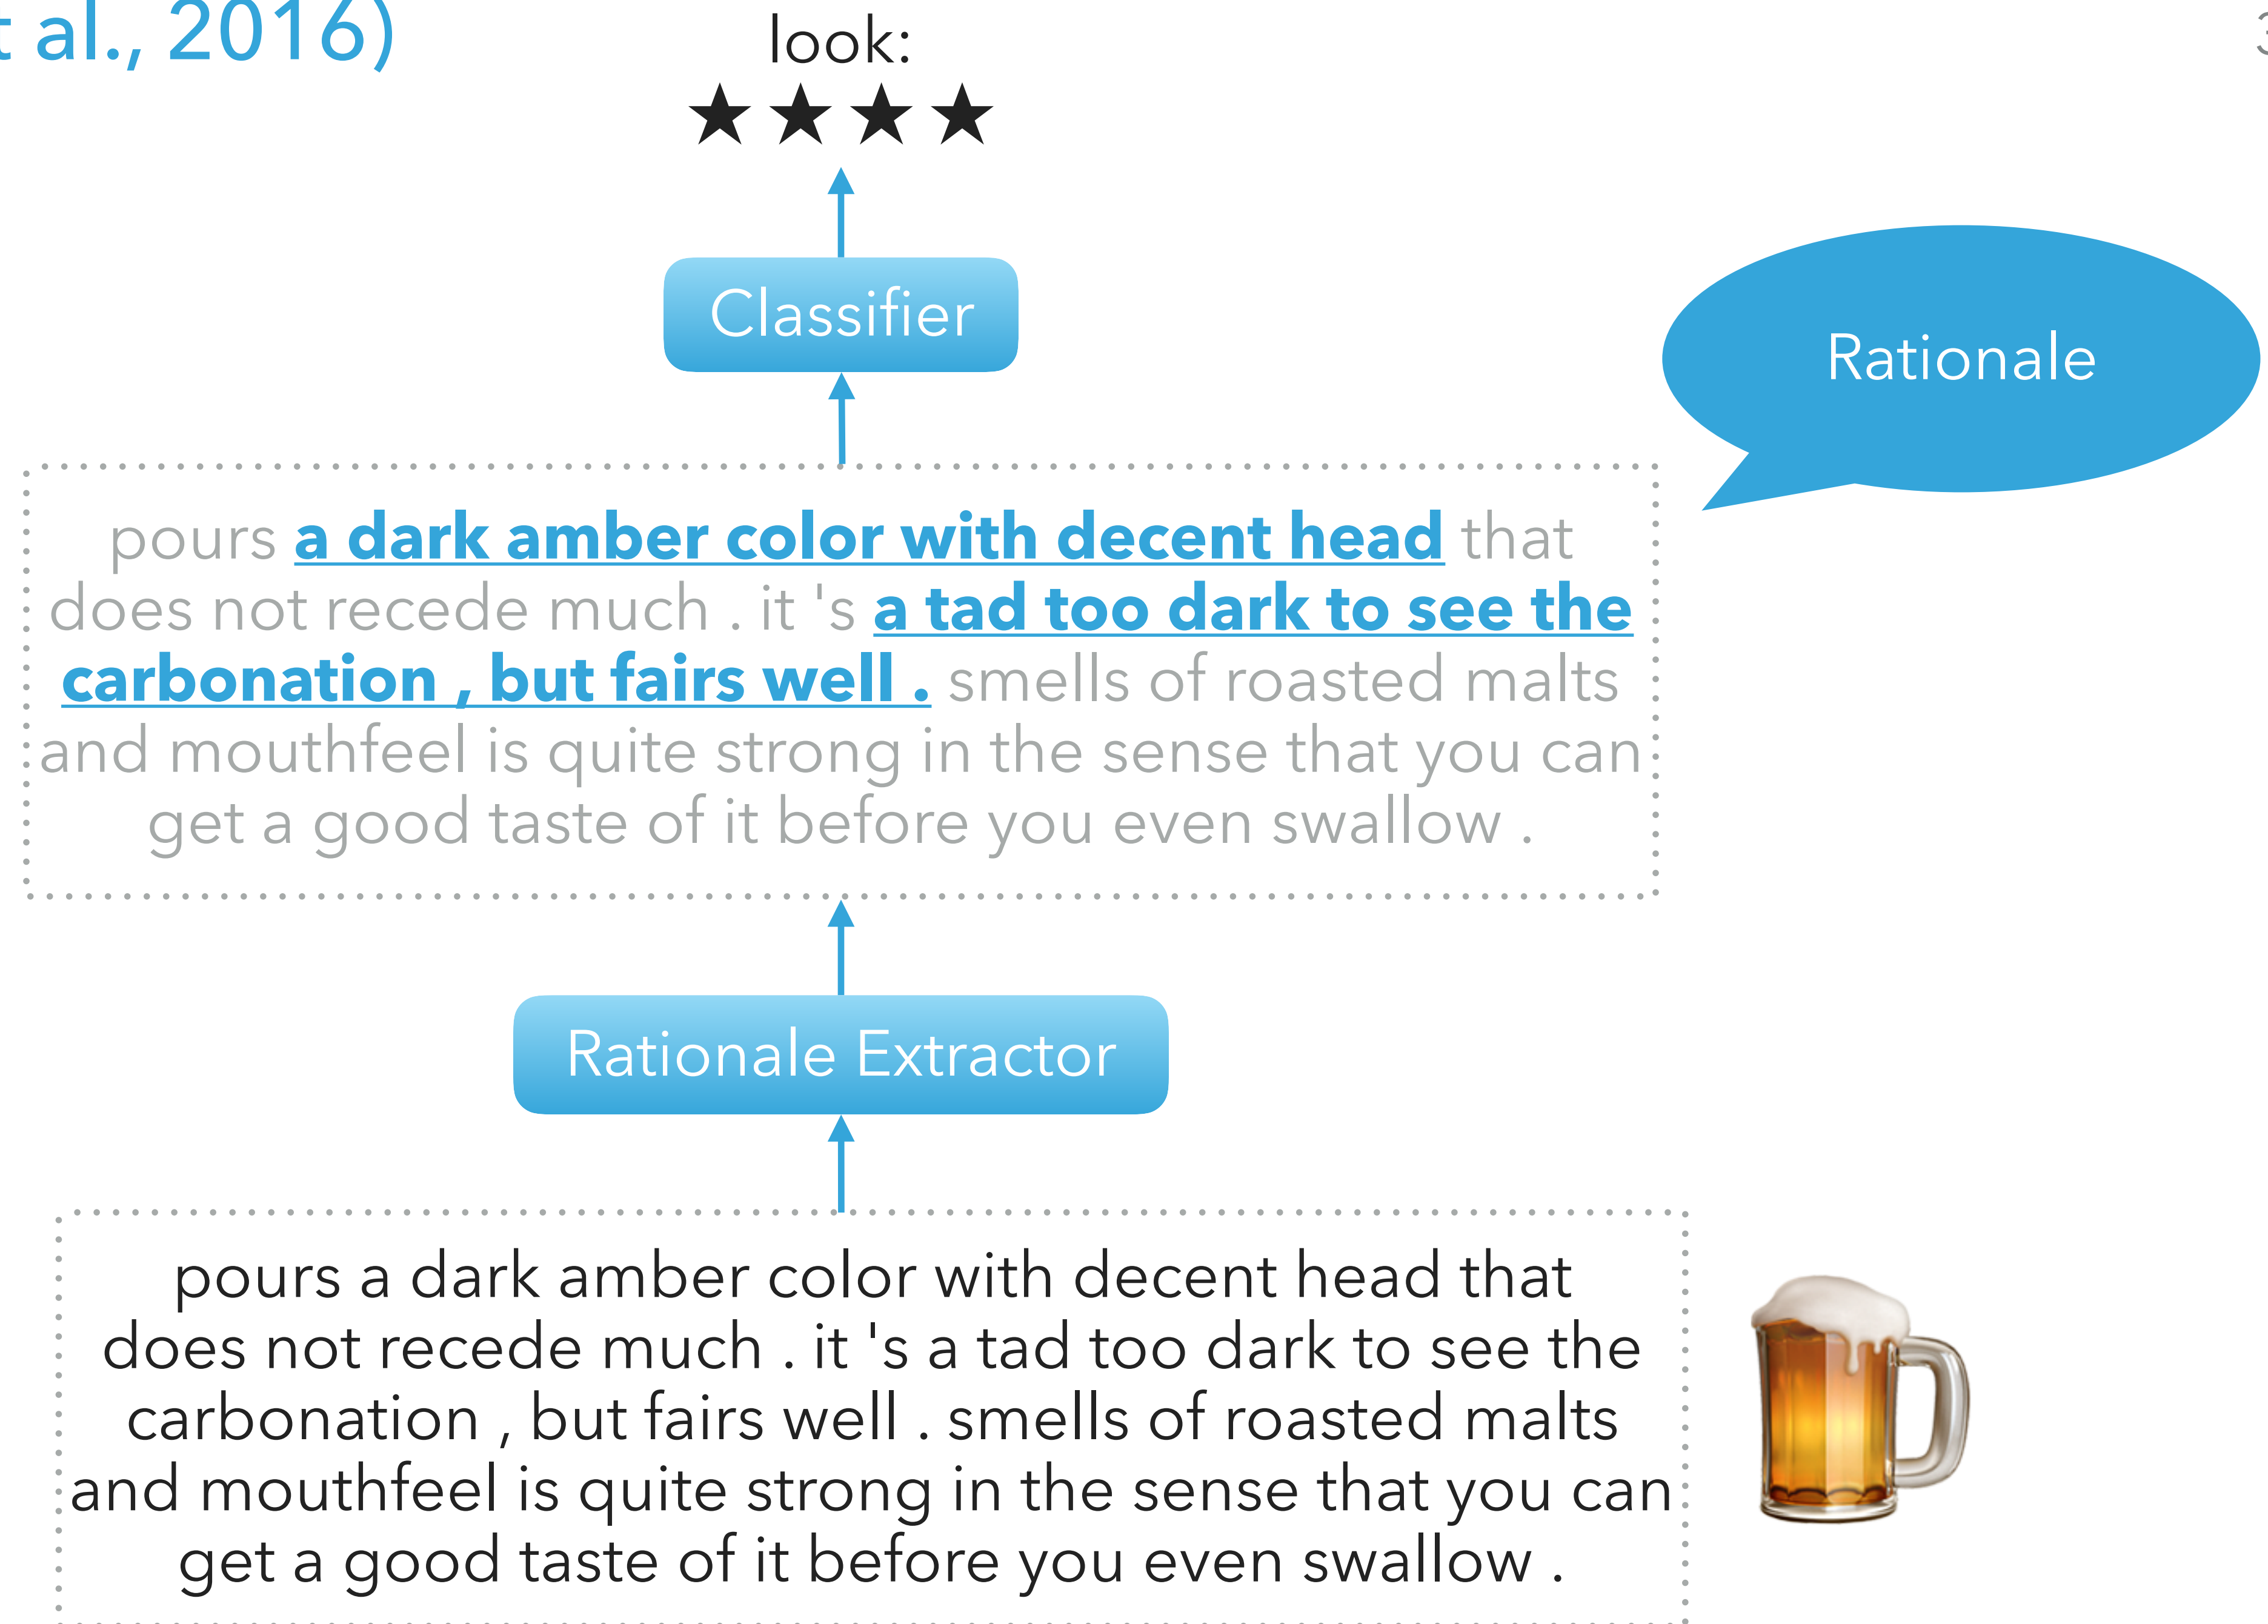 t al., 2016)
3
look:
Classifier
Rationale
pours a dark amber color with decent head that
does not recede much . it 's a tad too dark to see the
carbonation , but fairs well . smells of roasted malts
and mouthfeel is quite strong in the sense that you can
get a good taste of it before you even swallow .
Rationale Extractor
pours a dark amber color with decent head that
does not recede much . it 's a tad too dark to see the
carbonation , but fairs well . smells of roasted malts
and mouthfeel is quite strong in the sense that you can
get a good taste of it before you even swallow .